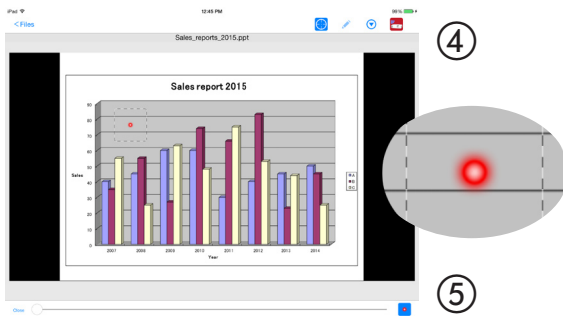 iPad 12:45 PM 98%
< Files
Sales_reports_2015.ppt
④
Sales report 2015
90
80
70
60
50
40
30
20
10
0
Sales
A
B
C
2007 2008 2009 2010 2011 2012 2013 2014
Year
⑤
Close